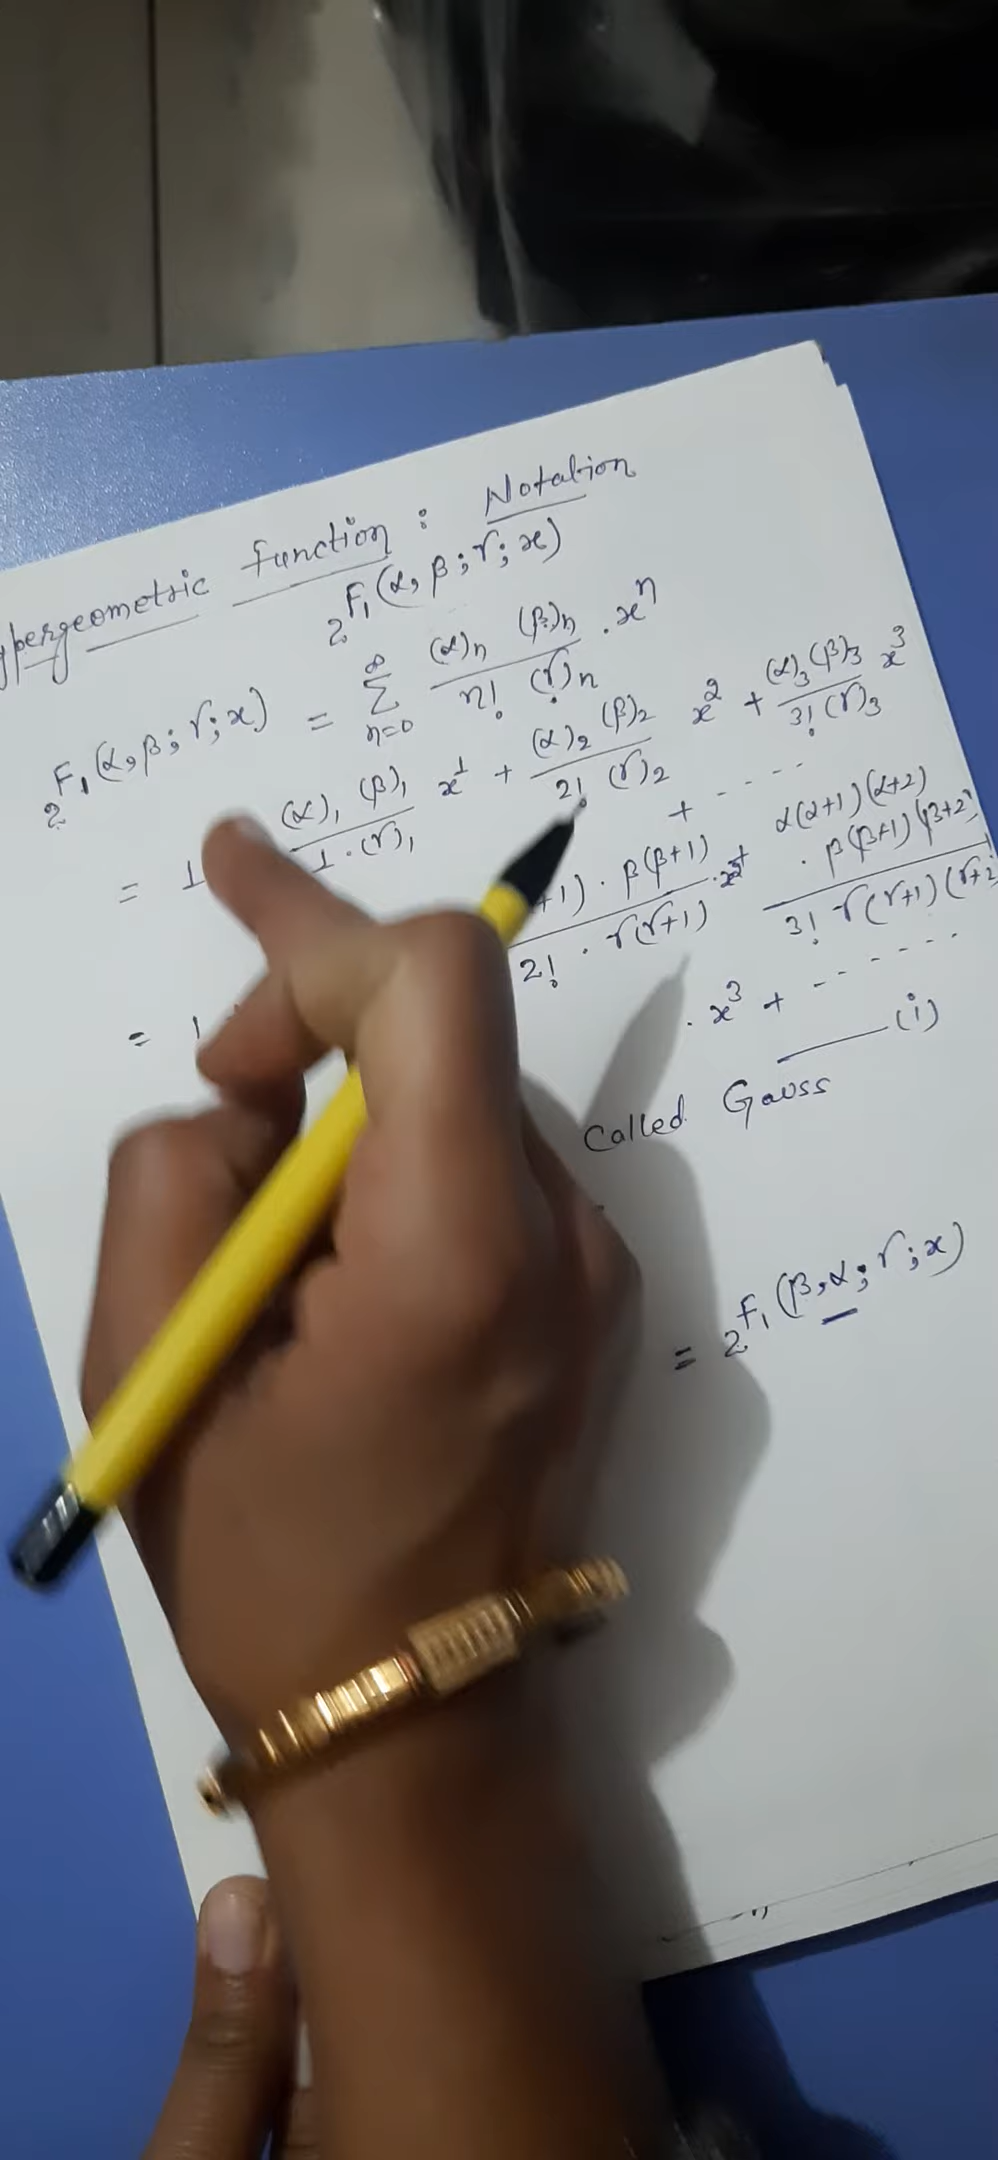 pergeometric function : Notation
₂F₁(α, β; γ; x)
₂F₁(α, β; γ; x) = ∞ Σ n=0 (α)n (β)n / n! (γ)n . xⁿ
= 1 (α)₁ (β)₁ / 1 · (γ)₁ x¹ + (α)₂ (β)₂ / 2! (γ)₂ x² + (α)₃ (β)₃ / 3! (γ)₃ x³
+ - - - -
= 1 +1) · β(β+1) / 2! · γ(γ+1) · x² + α(α+1)(α+2) · β(β+1)(β+2) / 3! γ(γ+1)(γ+2
. x³ + - - - - - -
(i)
Called Gauss
= ₂F₁(β, α; γ; x)